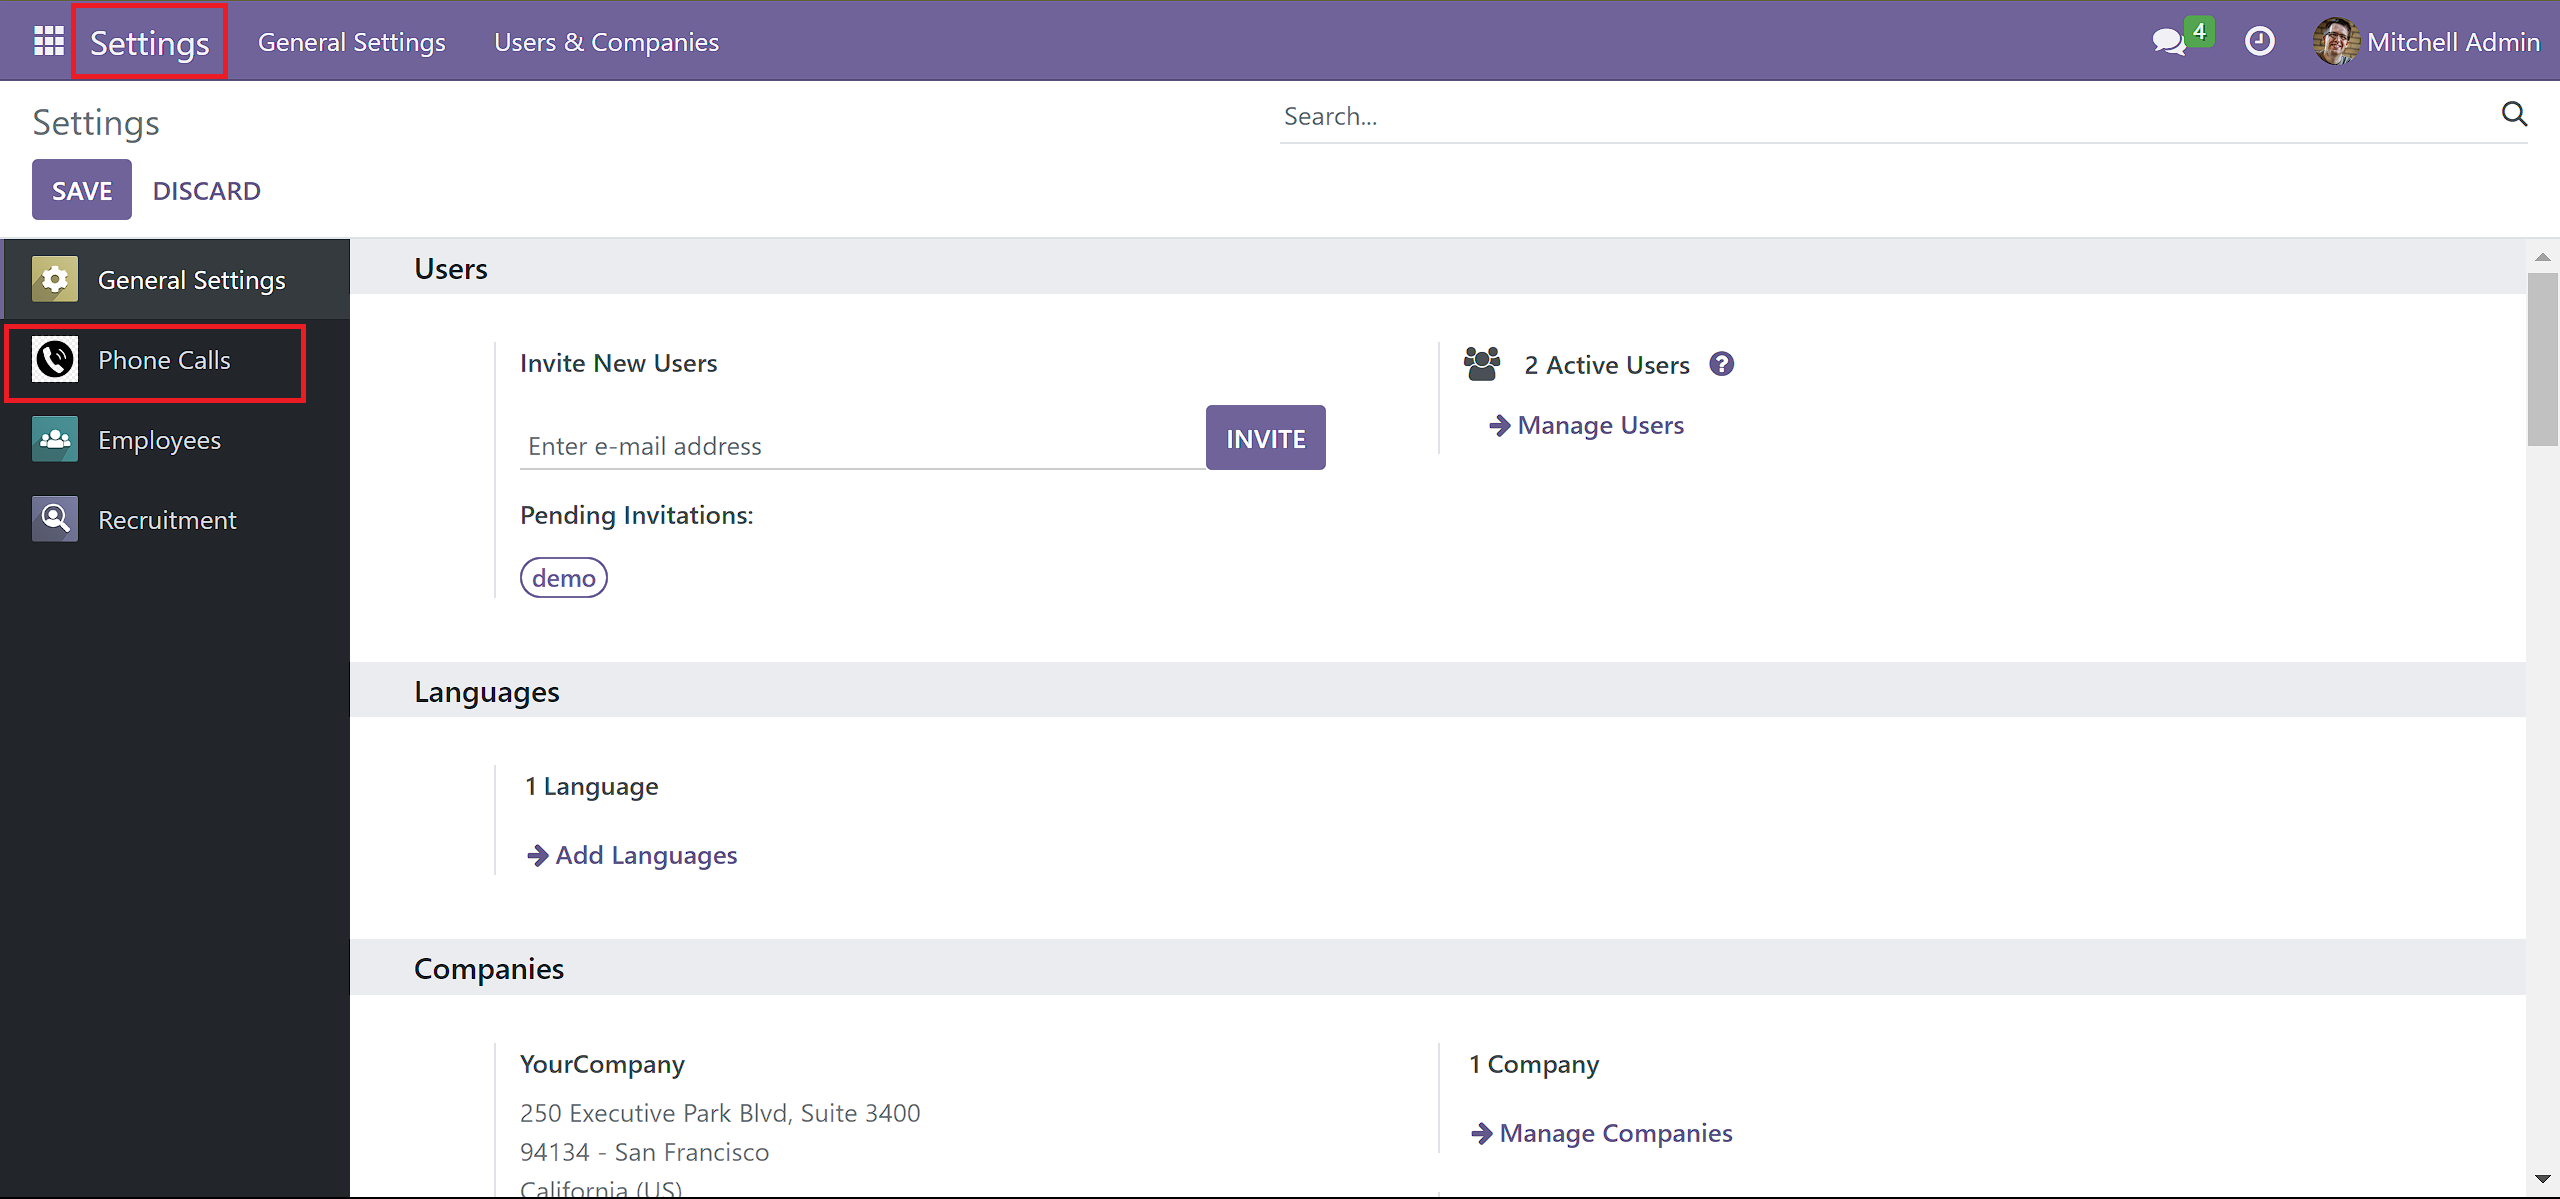 Settings General Settings Users & Companies 4 Mitchell Admin
Settings
Search...
SAVE DISCARD
General Settings
Phone Calls
Employees
Recruitment
Users
Invite New Users
Enter e-mail address INVITE
Pending Invitations:
demo
2 Active Users ?
Manage Users
Languages
1 Language
Add Languages
Companies
YourCompany
250 Executive Park Blvd, Suite 3400
94134 - San Francisco
California (US)
1 Company
Manage Companies